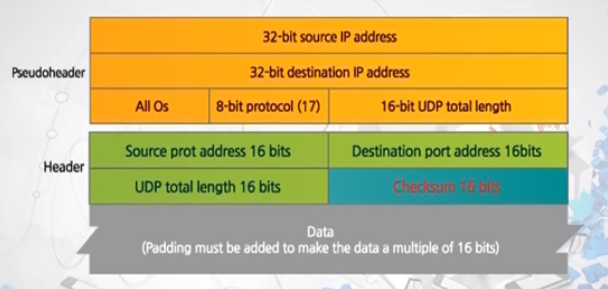 32-bit source IP address
Pseudoheader
32-bit destination IP address
All Os
8-bit protocol (17)
16-bit UDP total length
Header
Source prot address 16 bits
Destination port address 16bits
UDP total length 16 bits
Checksum 16 bits
Data
(Padding must be added to make the data a multiple of 16 bits)